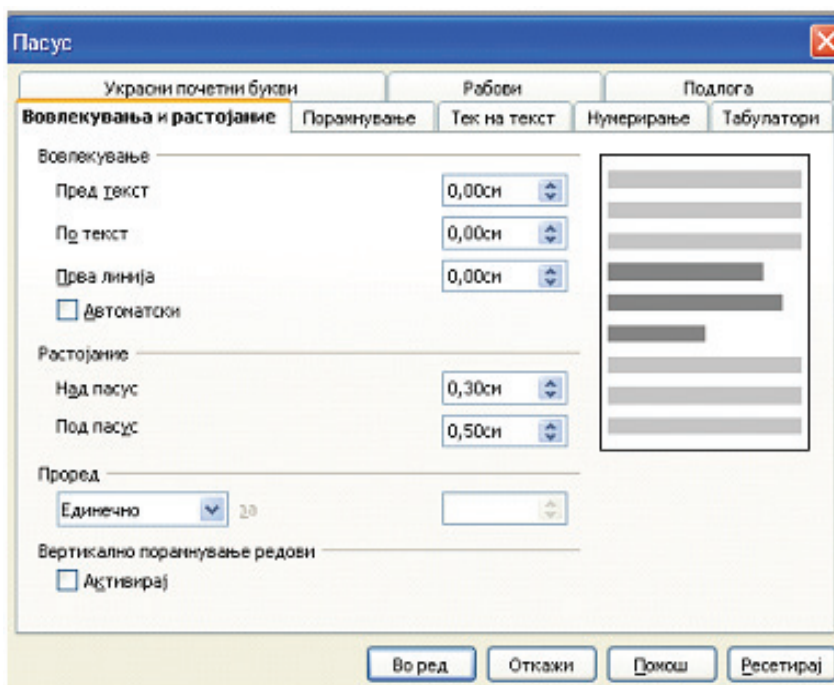 Пасус
Украсни почетни букви Рабови Подлога
Вовлекувања и растојание Порамнување Тек на текст Нумерирање Табулатори
Вовлекување
Пред текст 0,00см
По текст 0,00см
Прва линија 0,00см
Автоматски
Растојание
Над пасус 0,30см
Под пасус 0,50см
Проред
Единечно за
Вертикално порамнување редови
Активирај
Во ред Откажи Помош Ресетирај